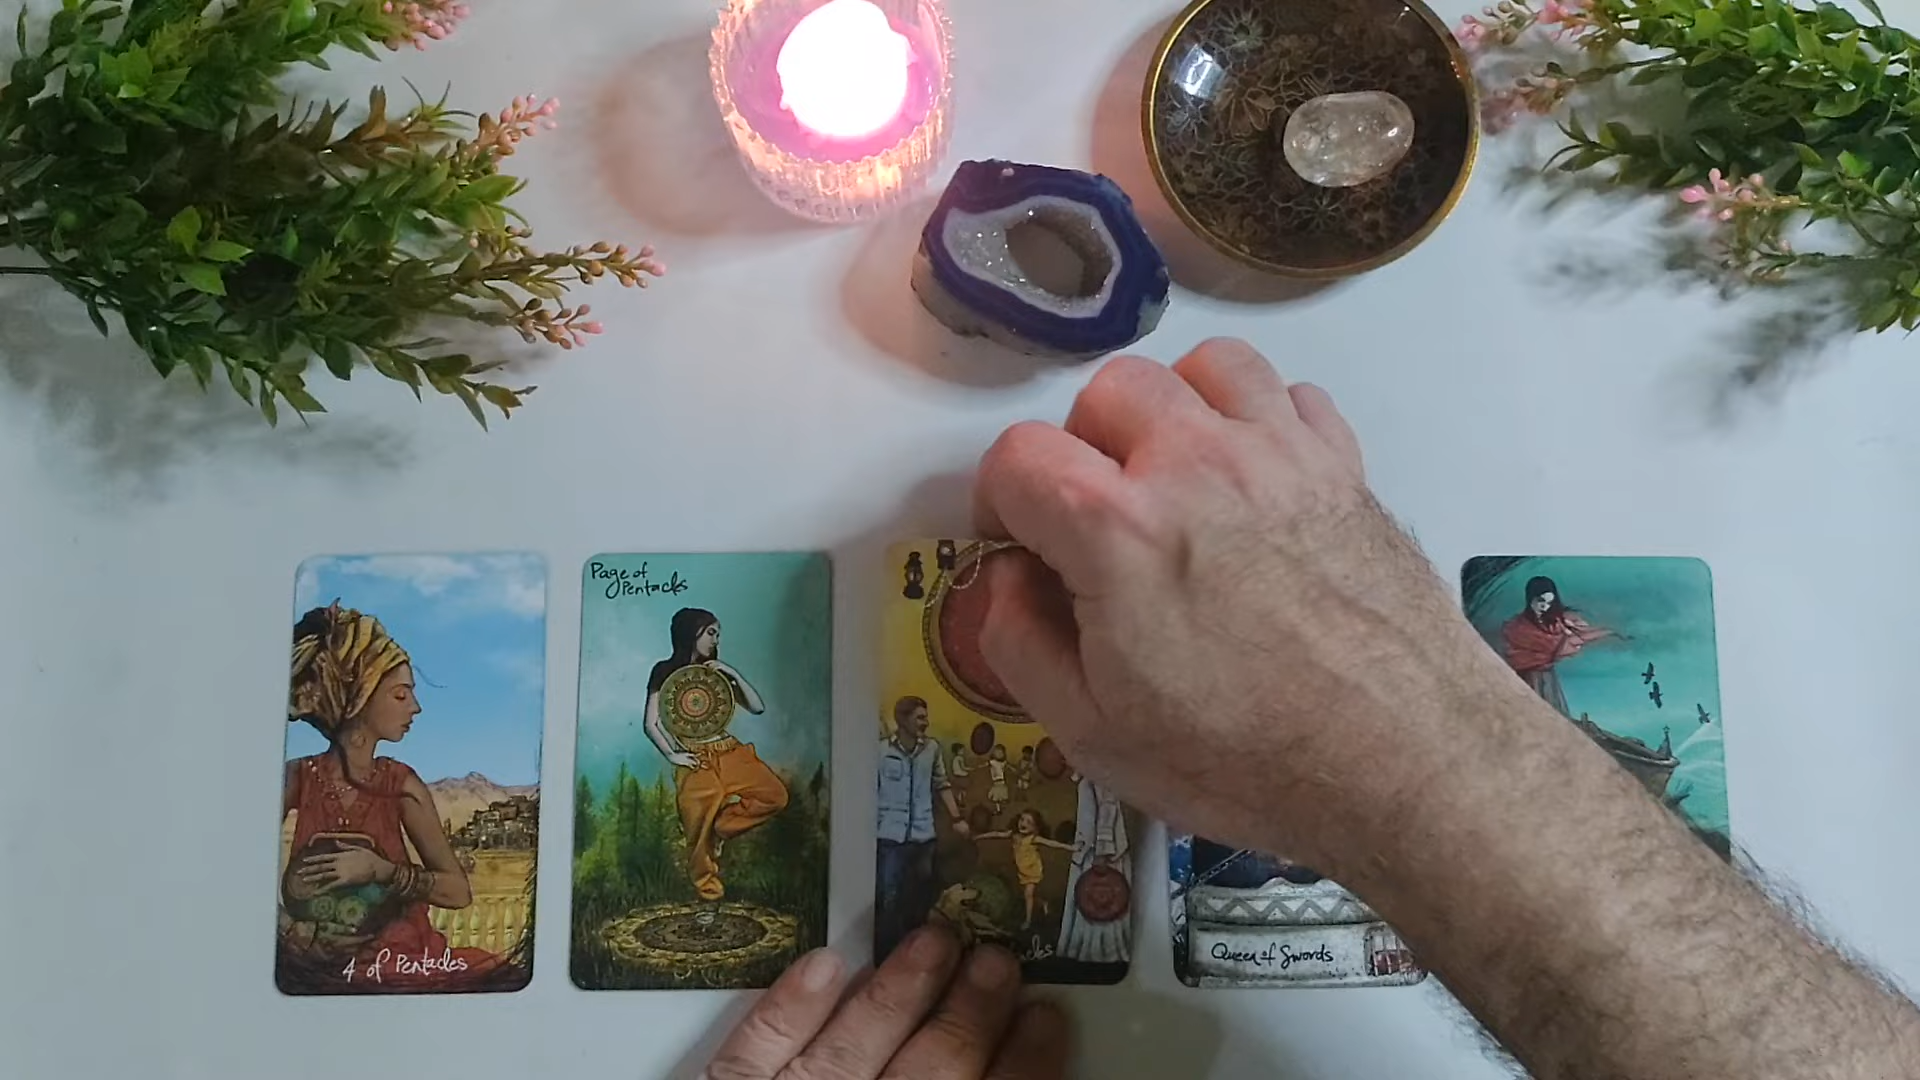 Page of
Pentacles
4 of Pentacles
Queen of Swords